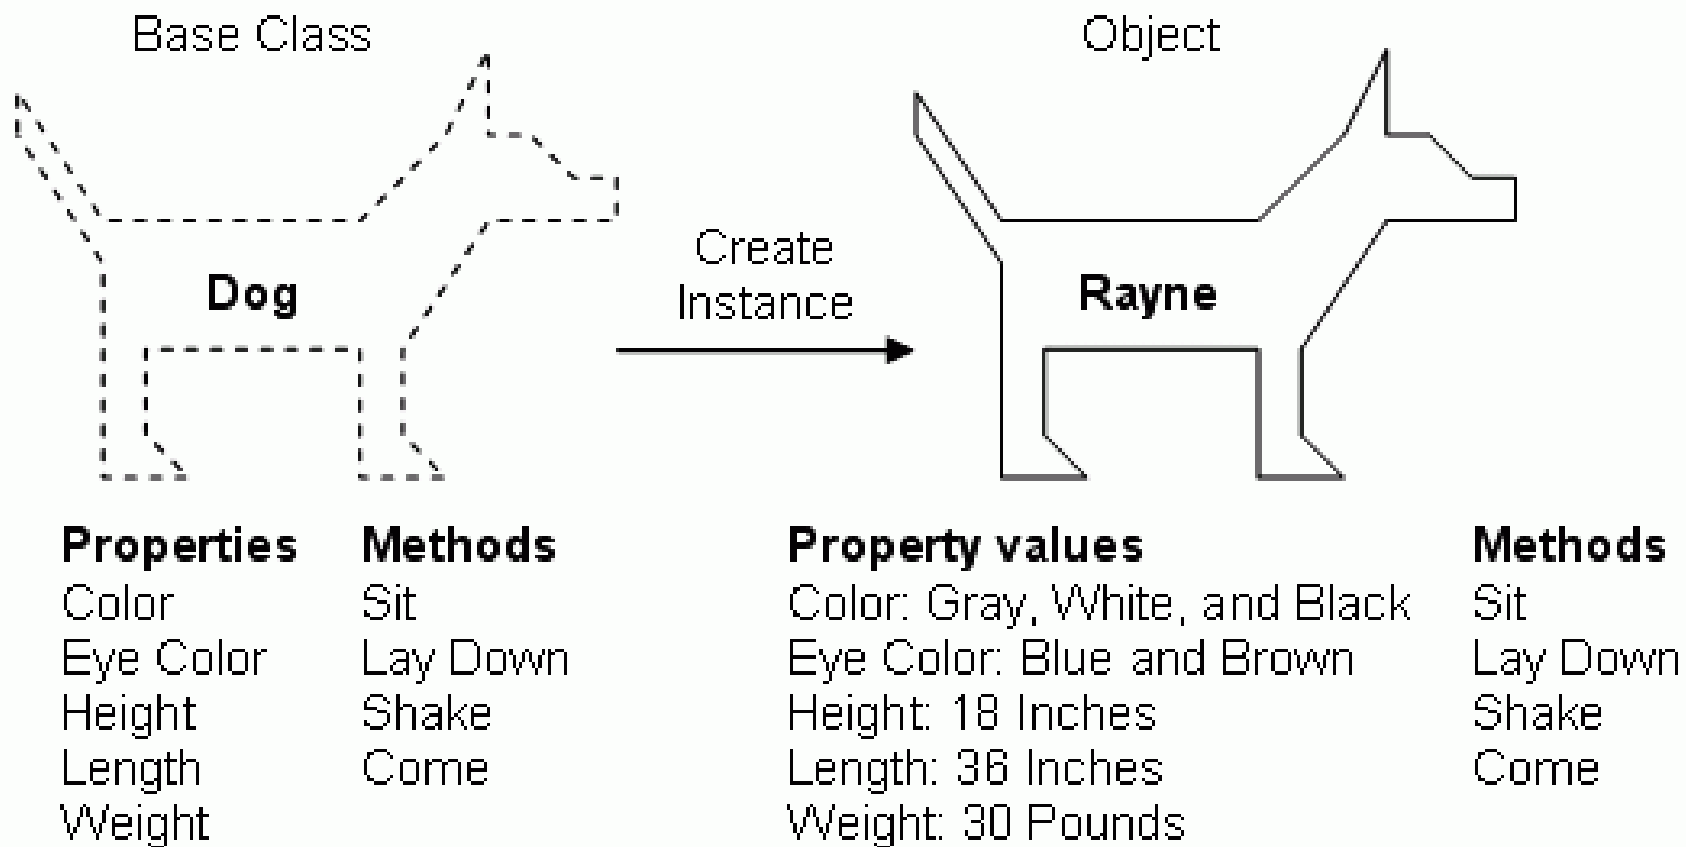 Base Class
Object
Dog
Create
Instance
Rayne
Properties
Color
Eye Color
Height
Length
Weight
Methods
Sit
Lay Down
Shake
Come
Property values
Color: Gray, White, and Black
Eye Color: Blue and Brown
Height: 18 Inches
Length: 36 Inches
Weight: 30 Pounds
Methods
Sit
Lay Down
Shake
Come